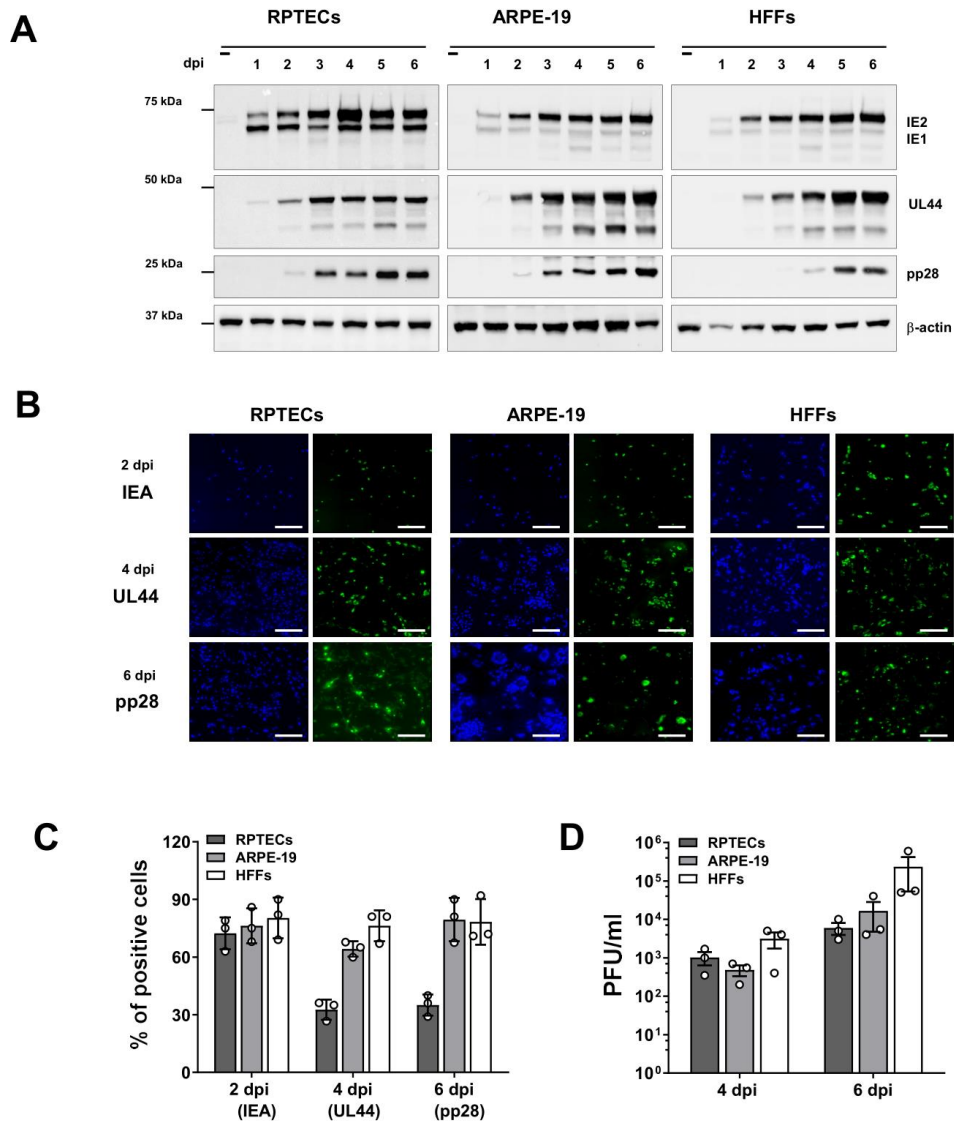 A
RPTECs ARPE-19 HFFs
dpi - 1 2 3 4 5 6 - 1 2 3 4 5 6 - 1 2 3 4 5 6
75 kDa
IE2
IE1
50 kDa
UL44
25 kDa
pp28
37 kDa
β-actin
B
RPTECs ARPE-19 HFFs
2 dpi
IEA
4 dpi
UL44
6 dpi
pp28
C
RPTECs
ARPE-19
HFFs
% of positive cells
120
90
60
30
0
2 dpi 4 dpi 6 dpi
(IEA) (UL44) (pp28)
D
RPTECs
ARPE-19
HFFs
PFU/ml
10⁶
10⁵
10⁴
10³
10²
10¹
10⁰
4 dpi 6 dpi